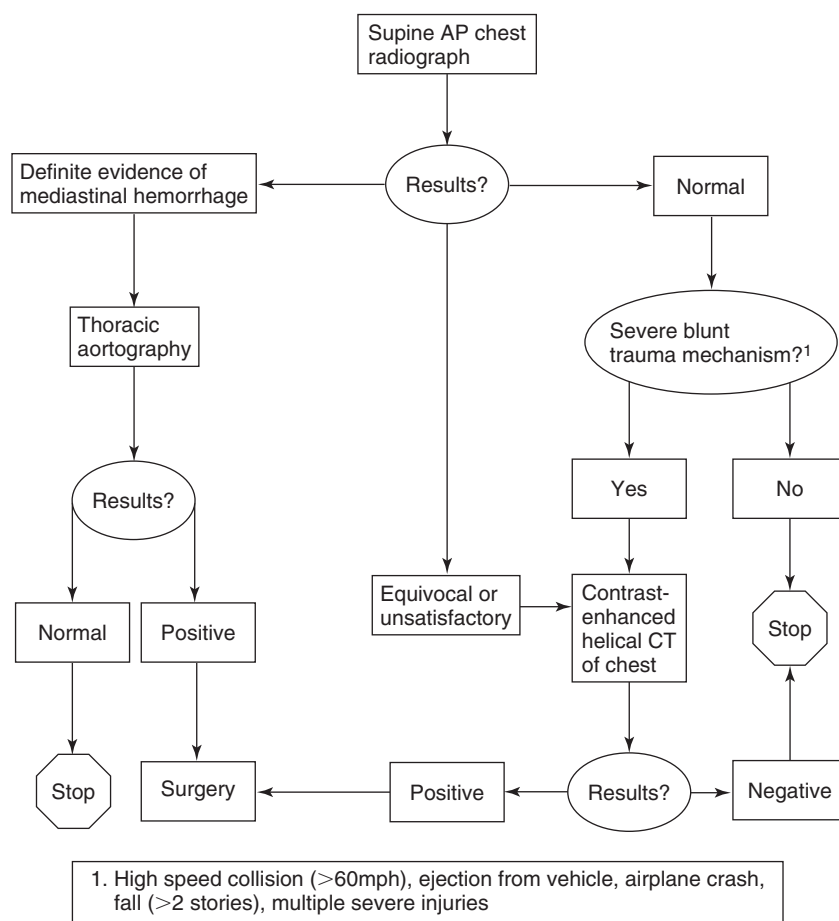 Supine AP chest
radiograph
Definite evidence of
mediastinal hemorrhage
Results?
Normal
Thoracic
aortography
Severe blunt
trauma mechanism?1
Results?
Yes
No
Normal
Positive
Equivocal or
unsatisfactory
Contrast-
enhanced
helical CT
of chest
Stop
Stop
Surgery
Positive
Results?
Negative
1. High speed collision (>60mph), ejection from vehicle, airplane crash,
fall (>2 stories), multiple severe injuries